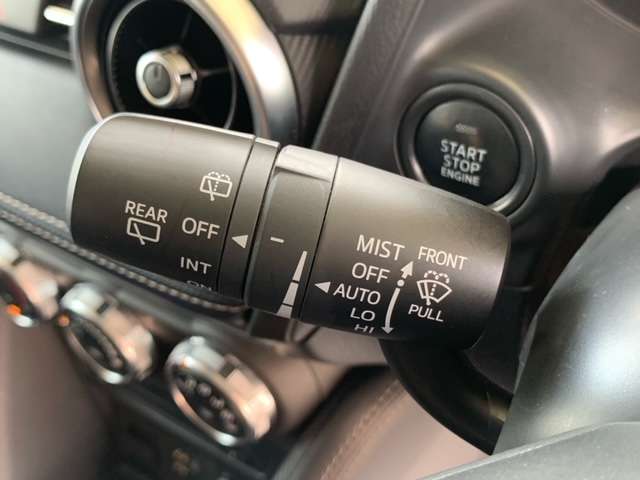 REAR
OFF
INT
MIST
OFF
AUTO
LO
HI
FRONT
PULL
START
STOP
ENGINE